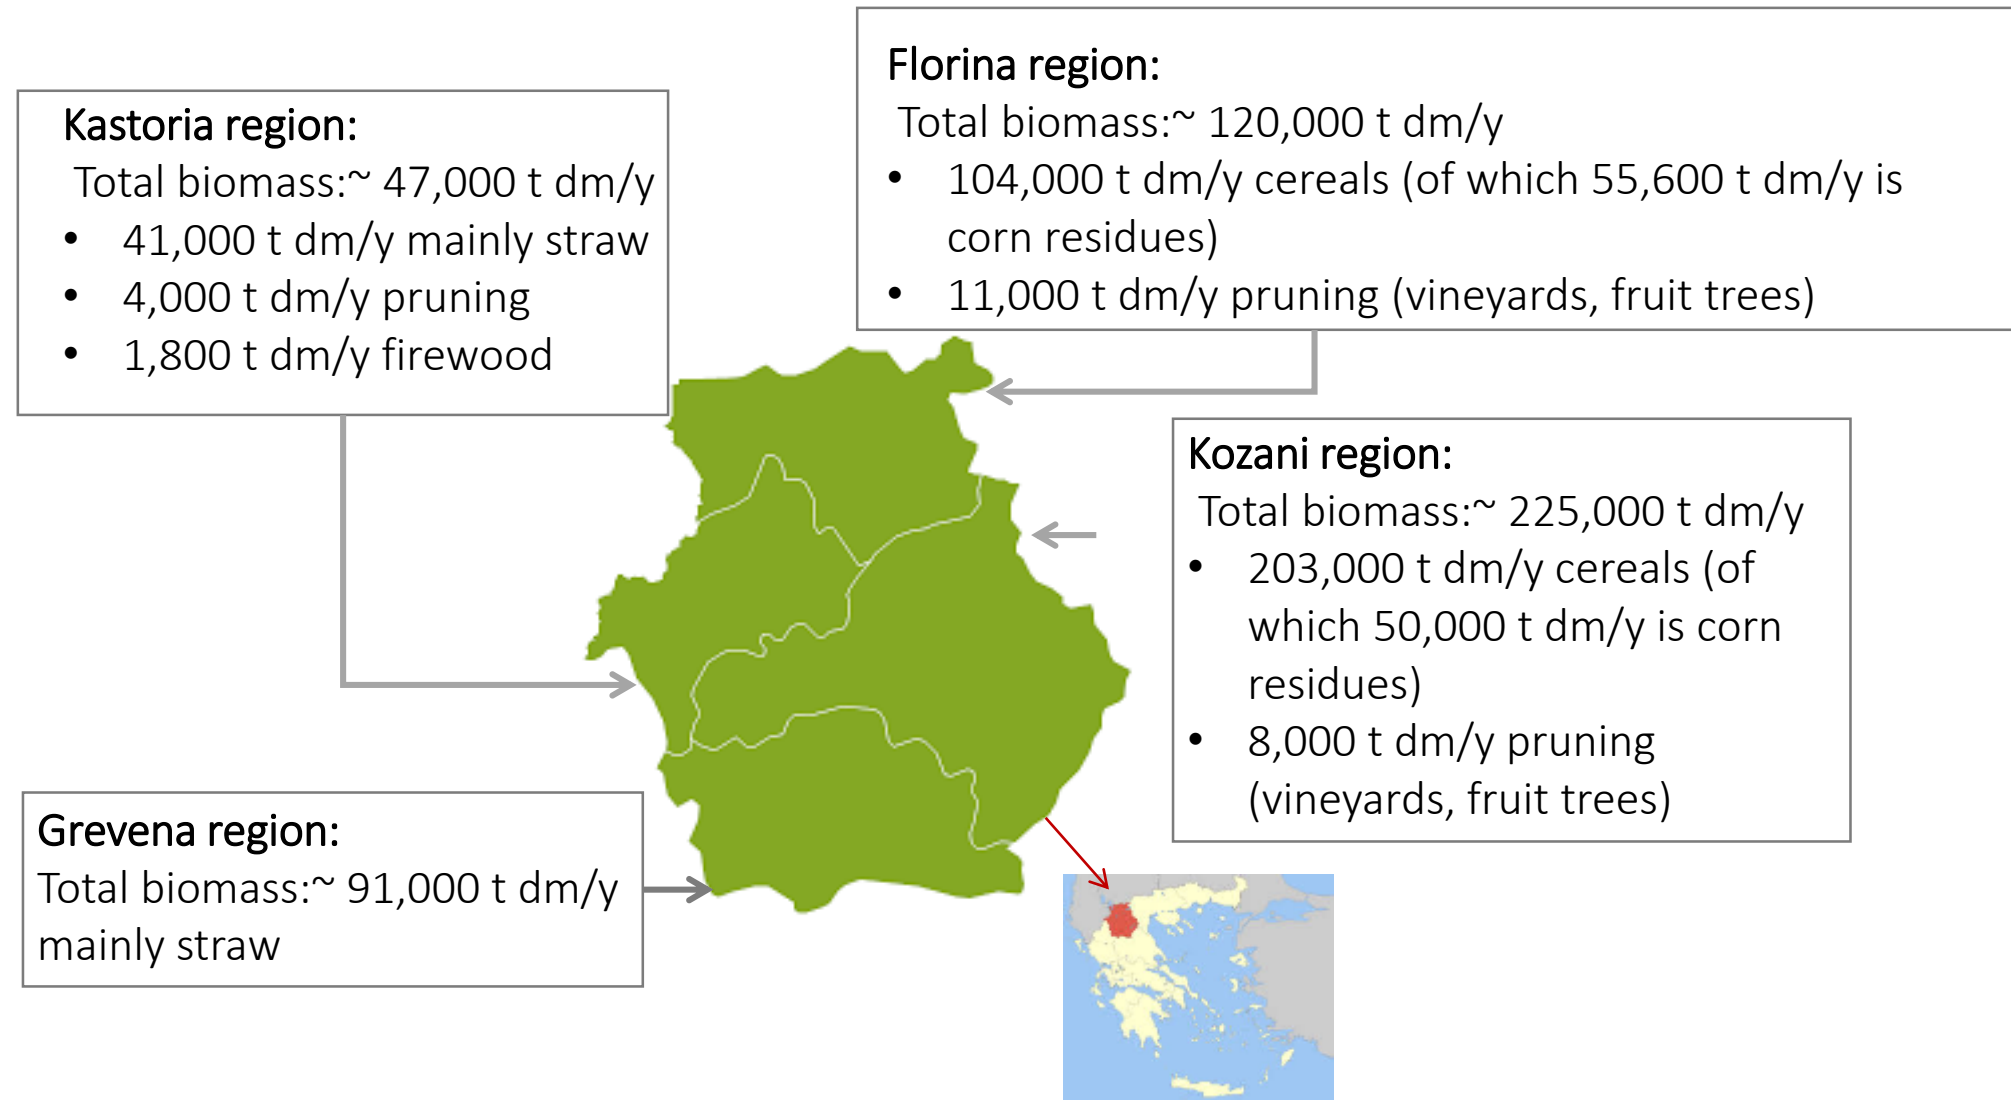 Kastoria region:
Total biomass:~ 47,000 t dm/y
• 41,000 t dm/y mainly straw
• 4,000 t dm/y pruning
• 1,800 t dm/y firewood
Florina region:
Total biomass:~ 120,000 t dm/y
• 104,000 t dm/y cereals (of which 55,600 t dm/y is
corn residues)
• 11,000 t dm/y pruning (vineyards, fruit trees)
Kozani region:
Total biomass:~ 225,000 t dm/y
• 203,000 t dm/y cereals (of
which 50,000 t dm/y is corn
residues)
• 8,000 t dm/y pruning
(vineyards, fruit trees)
Grevena region:
Total biomass:~ 91,000 t dm/y
mainly straw